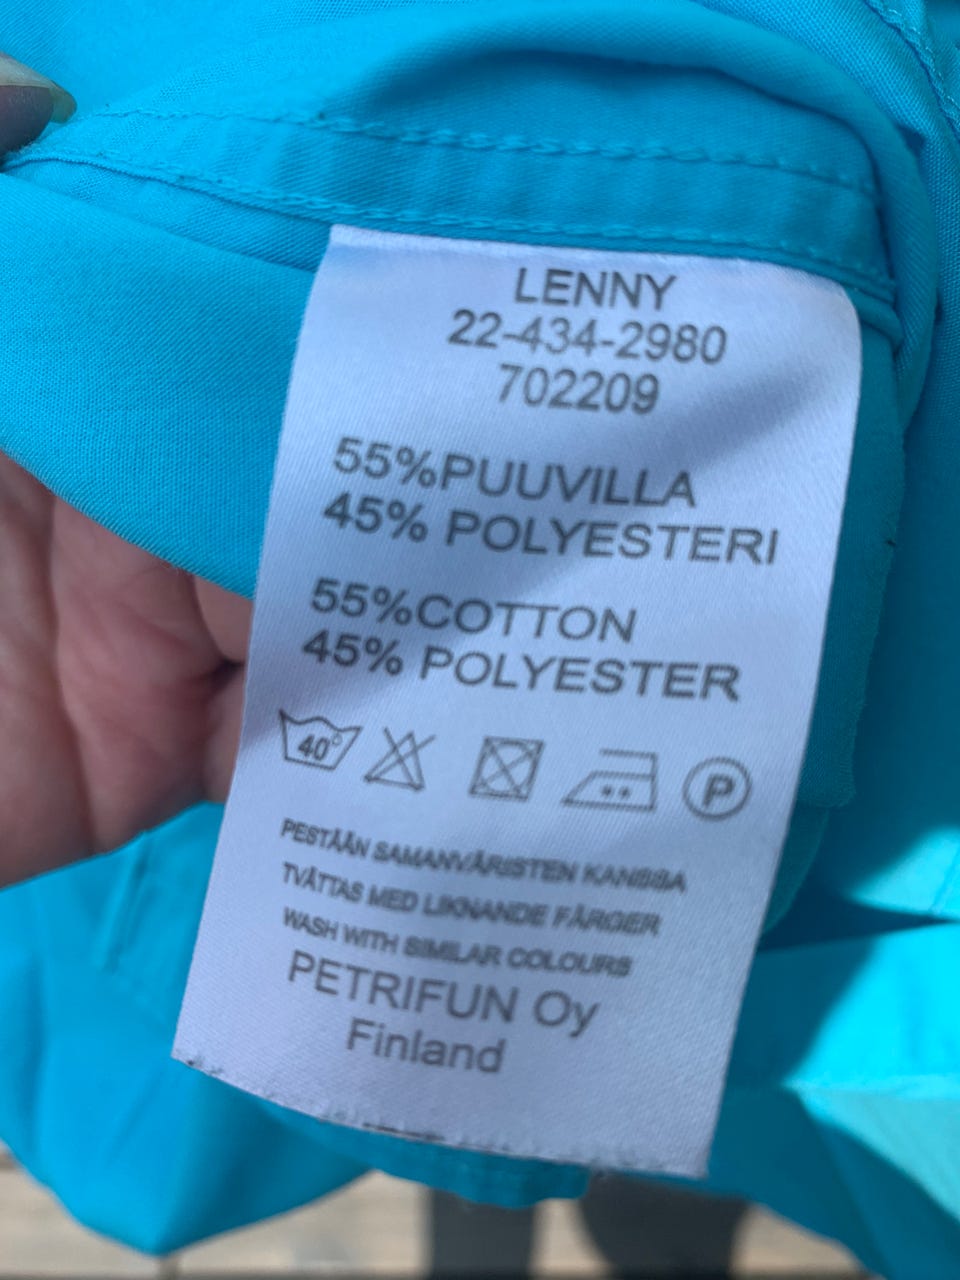 LENNY
22-434-2980
702209
55%PUUVILLA
45% POLYESTERI
55%COTTON
45% POLYESTER
40° P
PESTÄÄN SAMANVÄRISTEN KANSSA
TVÄTTAS MED LIKNANDE FÄRGER
WASH WITH SIMILAR COLOURS
PETRIFUN Oy
Finland